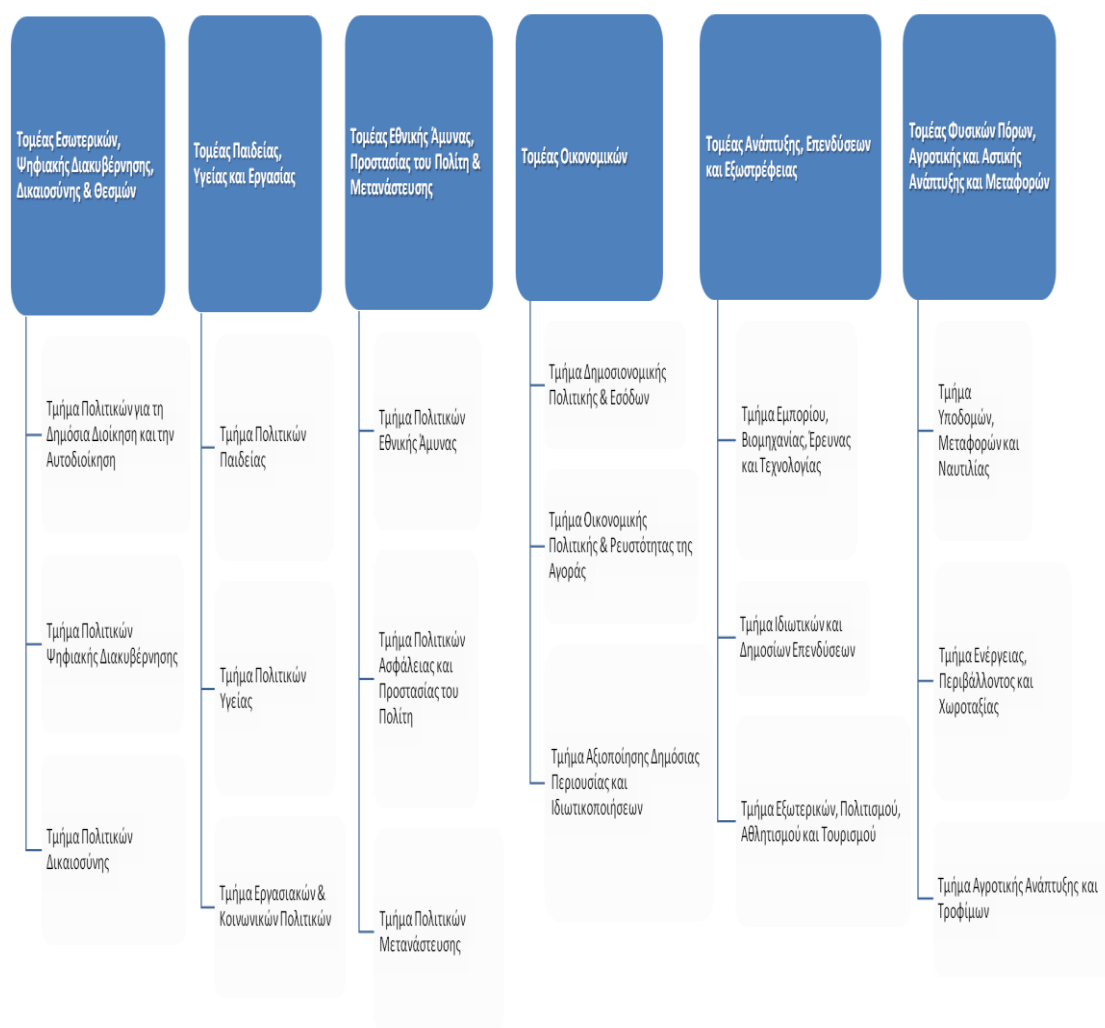 Τομέας Εσωτερικών,
Ψηφιακής Διακυβέρνησης,
Δικαιοσύνης & Θεσμών
Τμήμα Πολιτικών για τη
Δημόσια Διοίκηση και την
Αυτοδιοίκηση
Τμήμα Πολιτικών
Ψηφιακής Διακυβέρνησης
Τμήμα Πολιτικών
Δικαιοσύνης
Τομέας Παιδείας,
Υγείας και Εργασίας
Τμήμα Πολιτικών
Παιδείας
Τμήμα Πολιτικών
Υγείας
Τμήμα Εργασιακών &
Κοινωνικών Πολιτικών
Τομέας Εθνικής Άμυνας,
Προστασίας του Πολίτη &
Μετανάστευσης
Τμήμα Πολιτικών
Εθνικής Άμυνας
Τμήμα Πολιτικών
Ασφάλειας και
Προστασίας του
Πολίτη
Τμήμα Πολιτικών
Μετανάστευσης
Τομέας Οικονομικών
Τμήμα Δημοσιονομικής
Πολιτικής & Εσόδων
Τμήμα Οικονομικής
Πολιτικής & Ρευστότητας της
Αγοράς
Τμήμα Αξιοποίησης Δημόσιας
Περιουσίας και
Ιδιωτικοποιήσεων
Τομέας Ανάπτυξης, Επενδύσεων
και Εξωστρέφειας
Τμήμα Εμπορίου,
Βιομηχανίας, Έρευνας
και Τεχνολογίας
Τμήμα Ιδιωτικών και
Δημοσίων Επενδύσεων
Τμήμα Εξωτερικών, Πολιτισμού,
Αθλητισμού και Τουρισμού
Τομέας Φυσικών Πόρων,
Αγροτικής και Αστικής
Ανάπτυξης και Μεταφορών
Τμήμα
Υποδομών,
Μεταφορών και
Ναυτιλίας
Τμήμα Ενέργειας,
Περιβάλλοντος και
Χωροταξίας
Τμήμα Αγροτικής Ανάπτυξης και
Τροφίμων